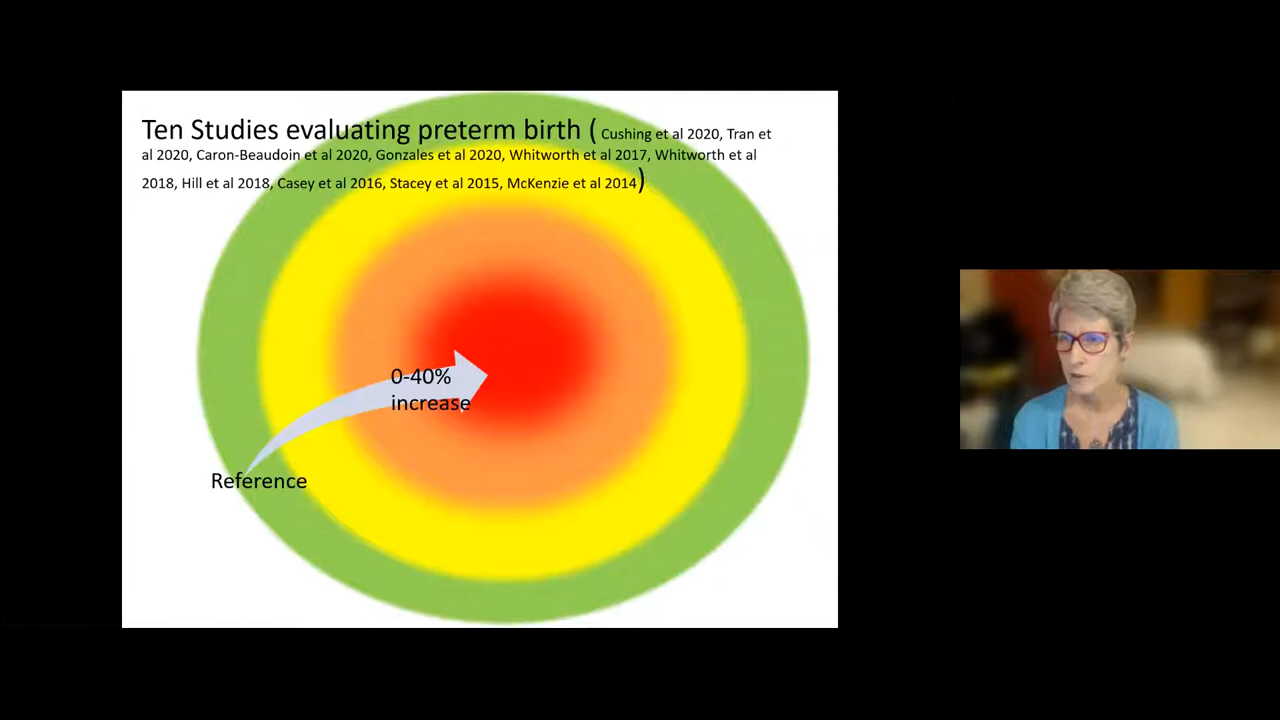 Ten Studies evaluating preterm birth ( Cushing et al 2020, Tran et
al 2020, Caron-Beaudoin et al 2020, Gonzales et al 2020, Whitworth et al 2017, Whitworth et al
2018, Hill et al 2018, Casey et al 2016, Stacey et al 2015, McKenzie et al 2014)
0-40%
increase
Reference